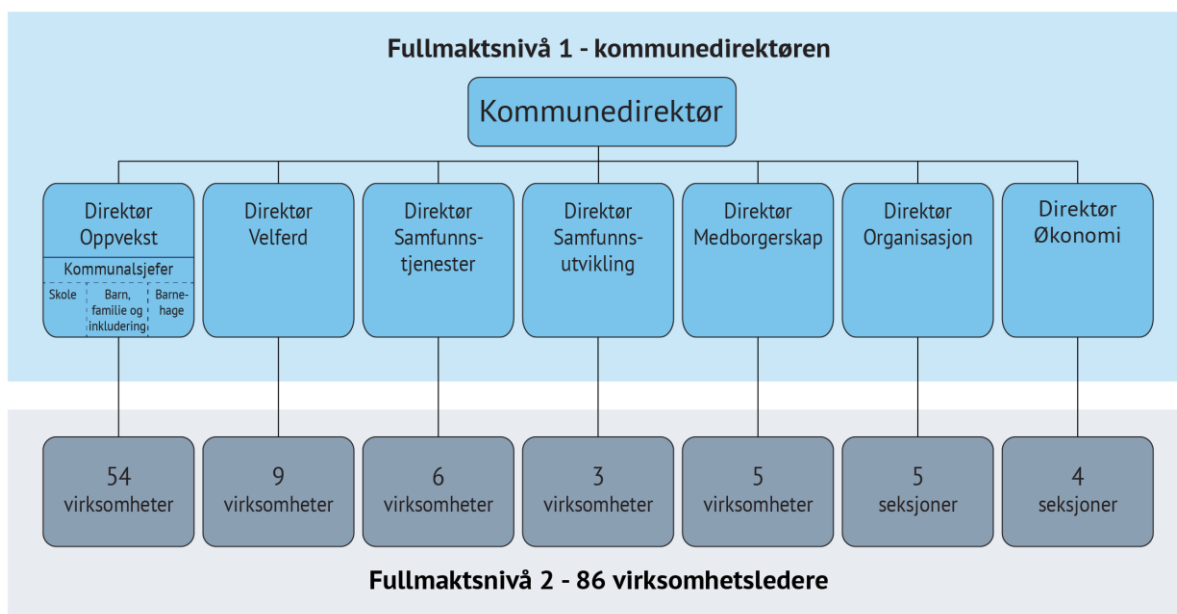 Fullmaktsnivå 1 - kommunedirektøren
Kommunedirektør
Direktør
Oppvekst
Kommunalsjefer
Skole
Barn,
familie og
inkludering
Barne-
hage
Direktør
Velferd
Direktør
Samfunns-
tjenester
Direktør
Samfunns-
utvikling
Direktør
Medborgerskap
Direktør
Organisasjon
Direktør
Økonomi
54
virksomheter
9
virksomheter
6
virksomheter
3
virksomheter
5
virksomheter
5
seksjoner
4
seksjoner
Fullmaktsnivå 2 - 86 virksomhetsledere